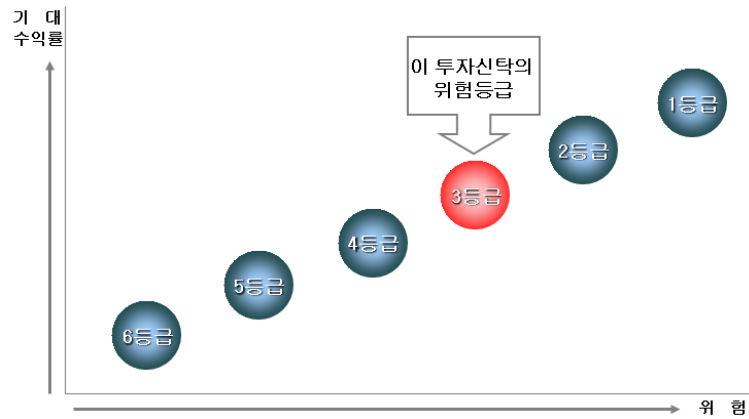 기 대
수익률
이 투자신탁의
위험등급
1등급
2등급
3등급
4등급
5등급
6등급
위 험